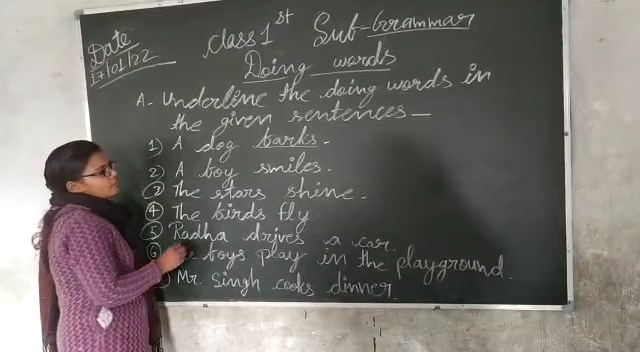 Date
17/01/22
Class 1st Sub-Grammar
Doing words
A- Underline the doing words in
the given sentences—
1) A dog barks.
2) A boy smiles.
3) The stars shine.
4) The birds fly.
5) Radha drives a car.
6) boys play in the playground.
) Mr. Singh cooks dinner.